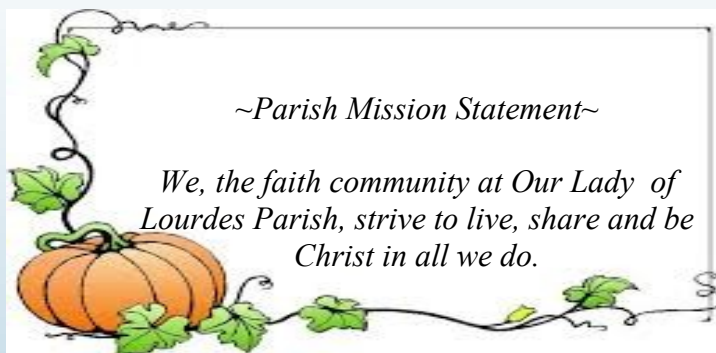 ~Parish Mission Statement~
We, the faith community at Our Lady of
Lourdes Parish, strive to live, share and be
Christ in all we do.